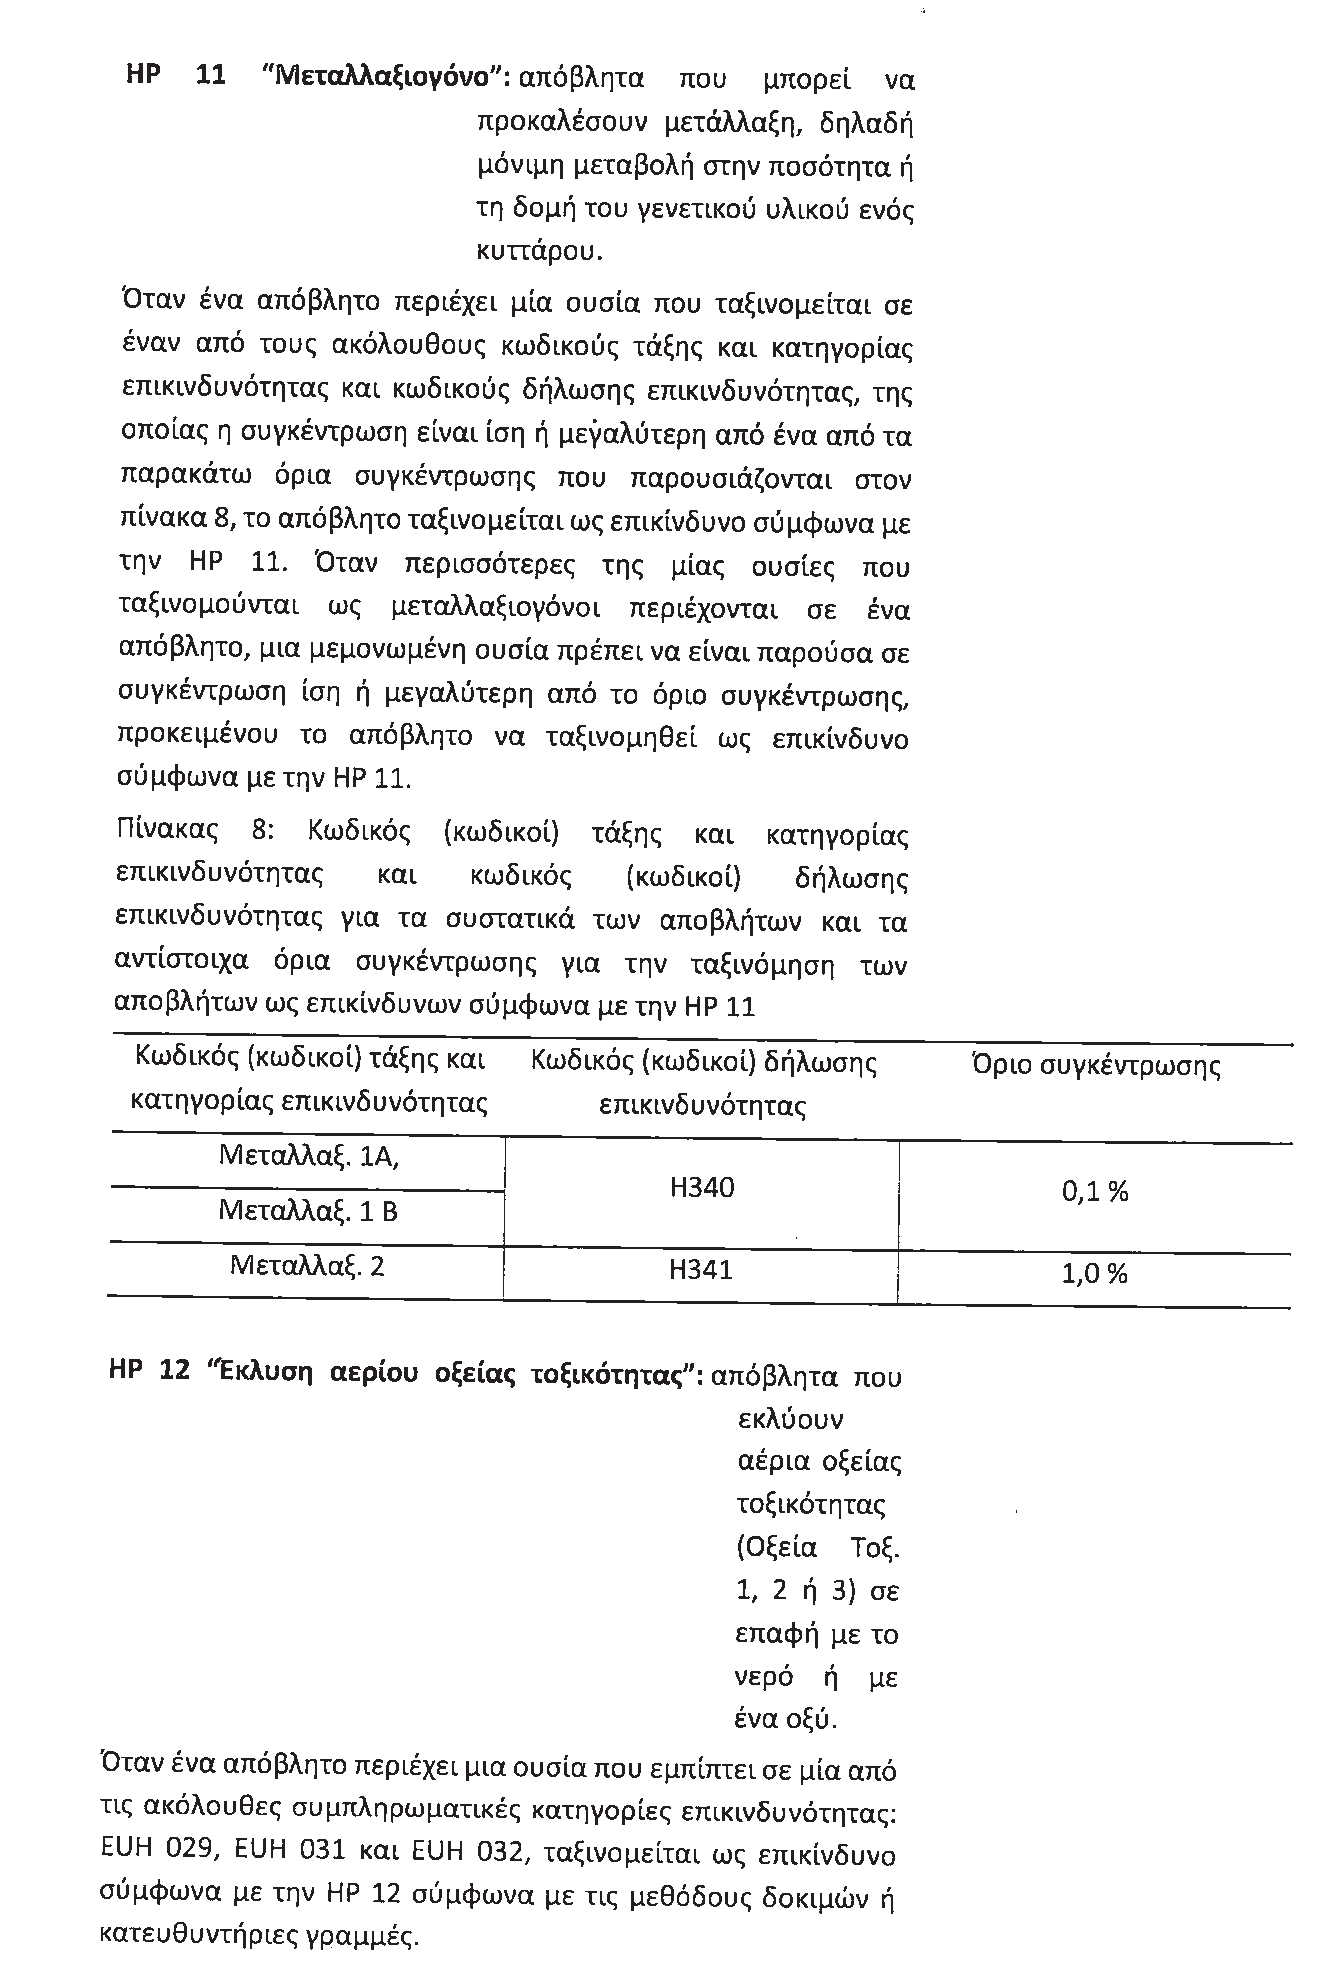 HP 11 "Μεταλλαξιογόνο": απόβλητα που μπορεί να
προκαλέσουν μετάλλαξη, δηλαδή
μόνιμη μεταβολή στην ποσότητα ή
τη δομή του γενετικού υλικού ενός
κυττάρου.
Όταν ένα απόβλητο περιέχει μία ουσία που ταξινομείται σε
έναν από τους ακόλουθους κωδικούς τάξης και κατηγορίας
επικινδυνότητας και κωδικούς δήλωσης επικινδυνότητας, της
οποίας η συγκέντρωση είναι ίση ή μεγαλύτερη από ένα από τα
παρακάτω όρια συγκέντρωσης που παρουσιάζονται στον
πίνακα 8, το απόβλητο ταξινομείται ως επικίνδυνο σύμφωνα με
την HP 11. Όταν περισσότερες της μίας ουσίες που
ταξινομούνται ως μεταλλαξιογόνοι περιέχονται σε ένα
απόβλητο, μια μεμονωμένη ουσία πρέπει να είναι παρούσα σε
συγκέντρωση ίση ή μεγαλύτερη από το όριο συγκέντρωσης,
προκειμένου το απόβλητο να ταξινομηθεί ως επικίνδυνο
σύμφωνα με την HP 11.
Πίνακας 8: Κωδικός (κωδικοί) τάξης και κατηγορίας
επικινδυνότητας και κωδικός (κωδικοί) δήλωσης
επικινδυνότητας για τα συστατικά των αποβλήτων και τα
αντίστοιχα όρια συγκέντρωσης για την ταξινόμηση των
αποβλήτων ως επικίνδυνων σύμφωνα με την HP 11
Κωδικός (κωδικοί) τάξης και Κωδικός (κωδικοί) δήλωσης Όριο συγκέντρωσης
κατηγορίας επικινδυνότητας επικινδυνότητας
Μεταλλαξ. 1Α,
H340 0,1 %
Μεταλλαξ. 1 Β
Μεταλλαξ. 2 H341 1,0 %
HP 12 "Έκλυση αερίου οξείας τοξικότητας": απόβλητα που
εκλύουν
αέρια οξείας
τοξικότητας
(Οξεία Τοξ.
1, 2 ή 3) σε
επαφή με το
νερό ή με
ένα οξύ.
Όταν ένα απόβλητο περιέχει μια ουσία που εμπίπτει σε μία από
τις ακόλουθες συμπληρωματικές κατηγορίες επικινδυνότητας:
EUH 029, EUH 031 και EUH 032, ταξινομείται ως επικίνδυνο
σύμφωνα με την HP 12 σύμφωνα με τις μεθόδους δοκιμών ή
κατευθυντήριες γραμμές.